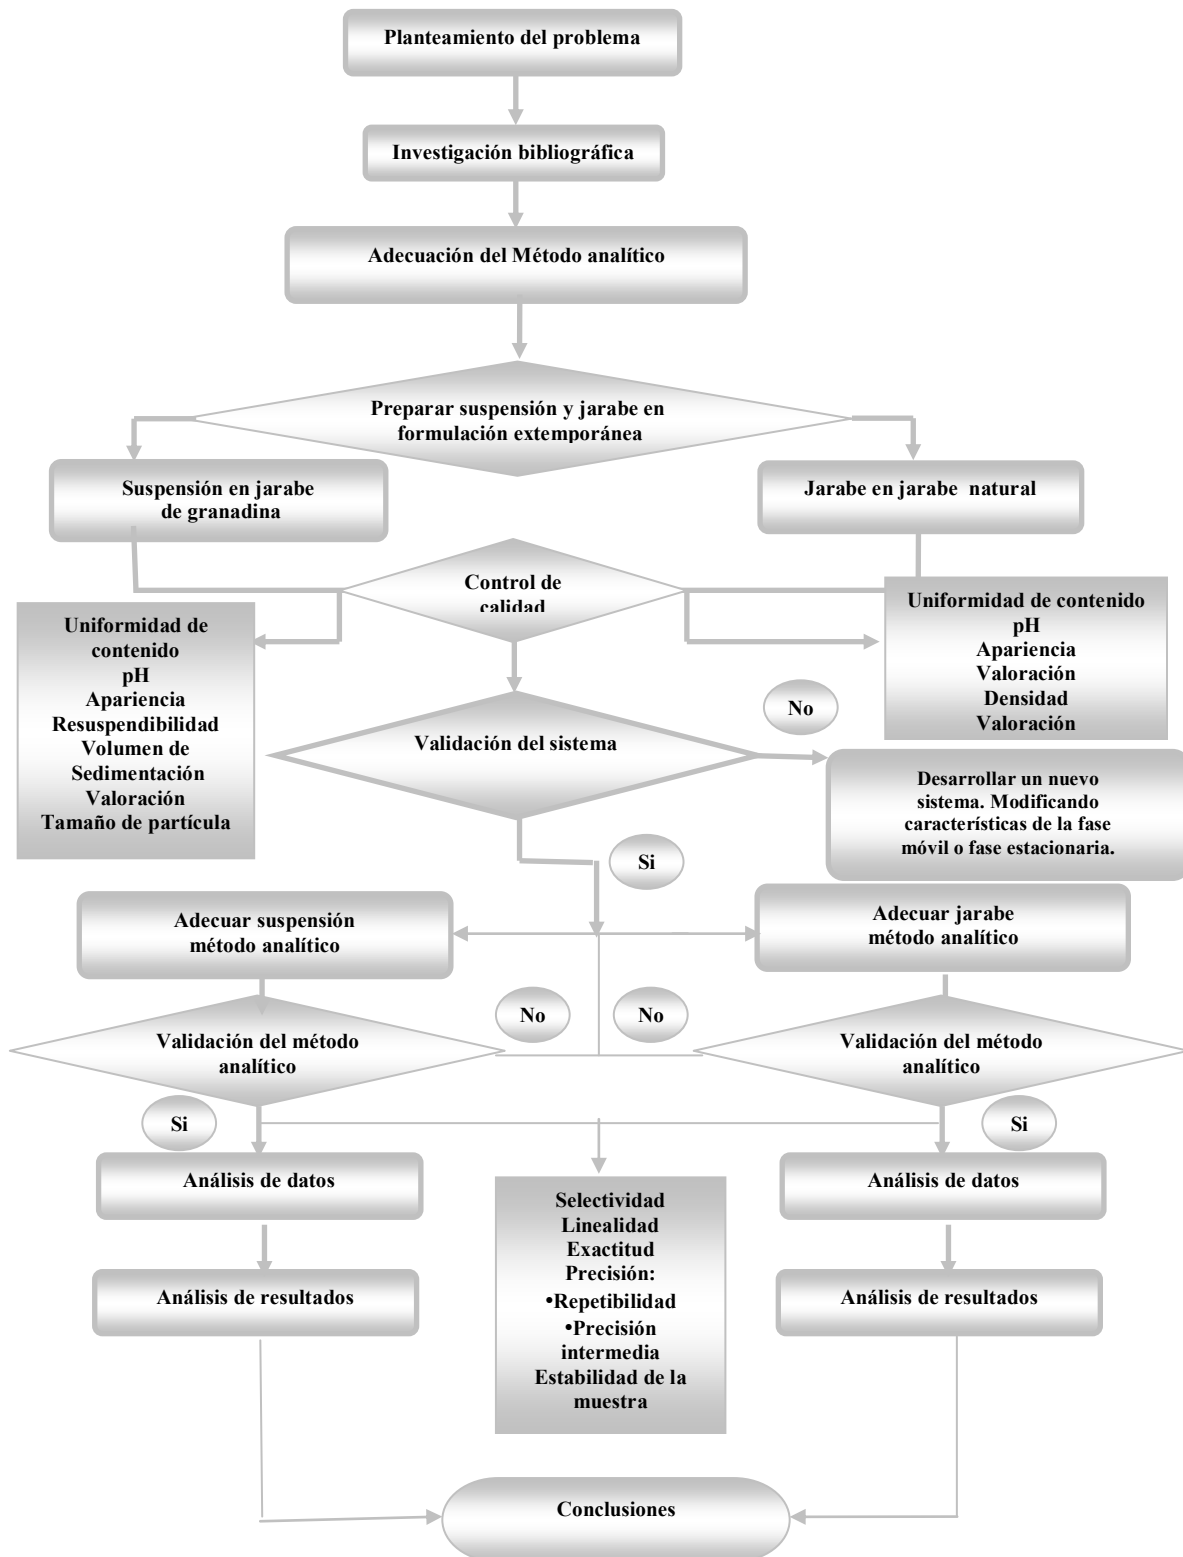 Planteamiento del problema
Investigación bibliográfica
Adecuación del Método analítico
Preparar suspensión y jarabe en
formulación extemporánea
Suspensión en jarabe
de granadina
Jarabe en jarabe natural
Control de
calidad
Uniformidad de
contenido
pH
Apariencia
Resuspendibilidad
Volumen de
Sedimentación
Valoración
Tamaño de partícula
Uniformidad de contenido
pH
Apariencia
Valoración
Densidad
Valoración
No
Validación del sistema
Desarrollar un nuevo
sistema. Modificando
características de la fase
móvil o fase estacionaria.
Si
Adecuar suspensión
método analítico
Adecuar jarabe
método analítico
No
No
Validación del método
analítico
Validación del método
analítico
Si
Si
Análisis de datos
Análisis de datos
Selectividad
Linealidad
Exactitud
Precisión:
•Repetibilidad
•Precisión
intermedia
Estabilidad de la
muestra
Análisis de resultados
Análisis de resultados
Conclusiones